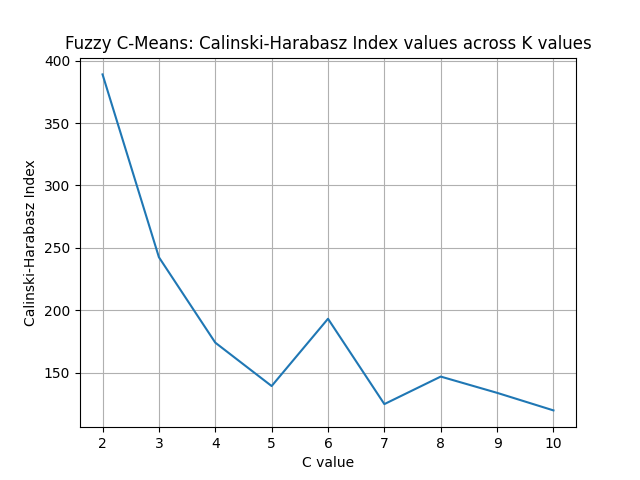 Fuzzy C-Means: Calinski-Harabasz Index values across K values
400
350
300
250
200
150
Calinski-Harabasz Index
2 3 4 5 6 7 8 9 10
C value